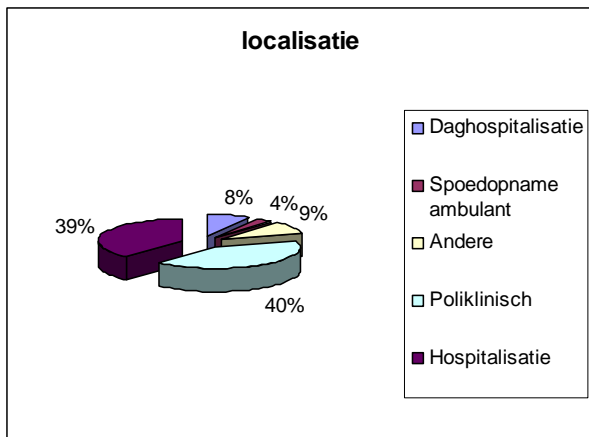 localisatie
8%
4%
9%
39%
40%
Daghospitalisatie
Spoedopname
ambulant
Andere
Poliklinisch
Hospitalisatie